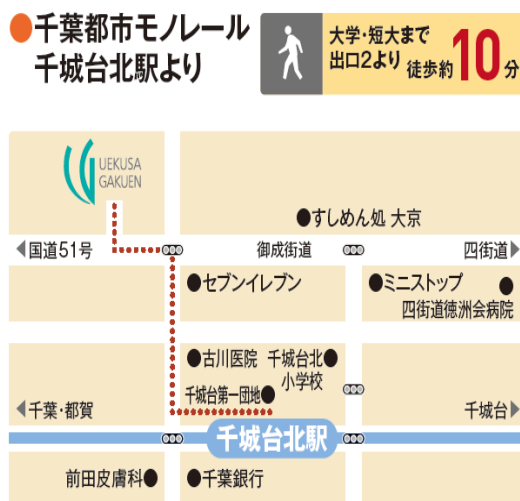 ●千葉都市モノレール
千城台北駅より
大学・短大まで
出口2より 徒歩約10分
UEKUSA
GAKUEN
●すしめん処 大京
◀国道51号
御成街道
四街道▶
●セブンイレブン
●ミニストップ
四街道徳洲会病院
●古川医院
千城台北●
小学校
千城台第一団地●
◀千葉・都賀
千城台▶
千城台北駅
前田皮膚科●
●千葉銀行